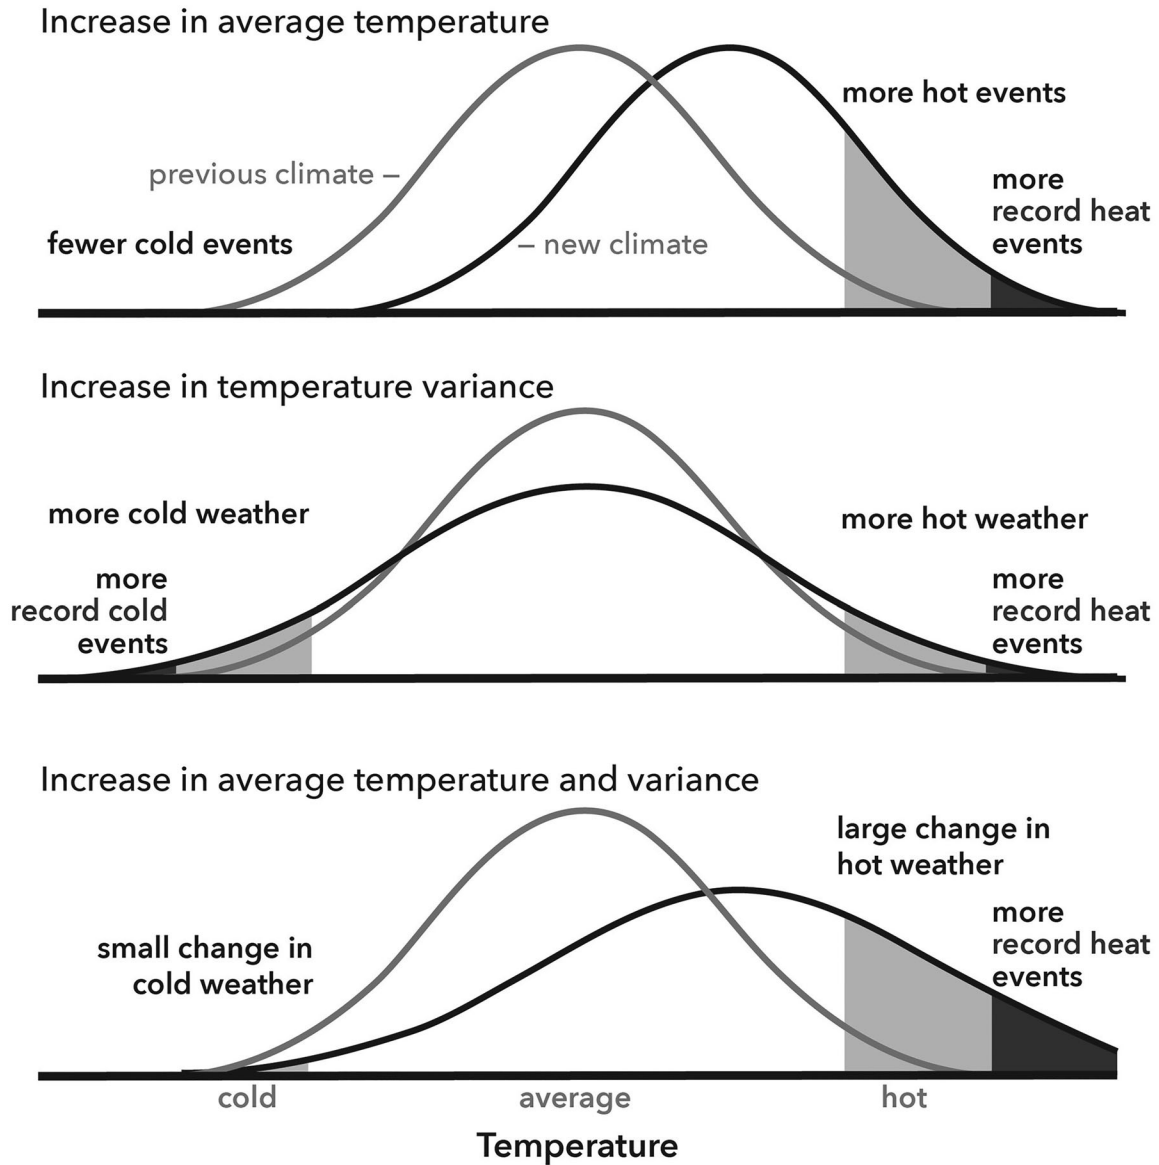 Increase in average temperature
more hot events
previous climate –
more
record heat
events
fewer cold events
– new climate
Increase in temperature variance
more cold weather
more hot weather
more
record cold
events
more
record heat
events
Increase in average temperature and variance
large change in
hot weather
small change in
cold weather
more
record heat
events
cold
average
hot
Temperature